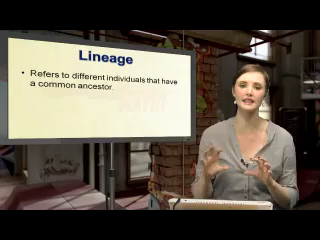 Lineage
• Refers to different individuals that have
a common ancestor.